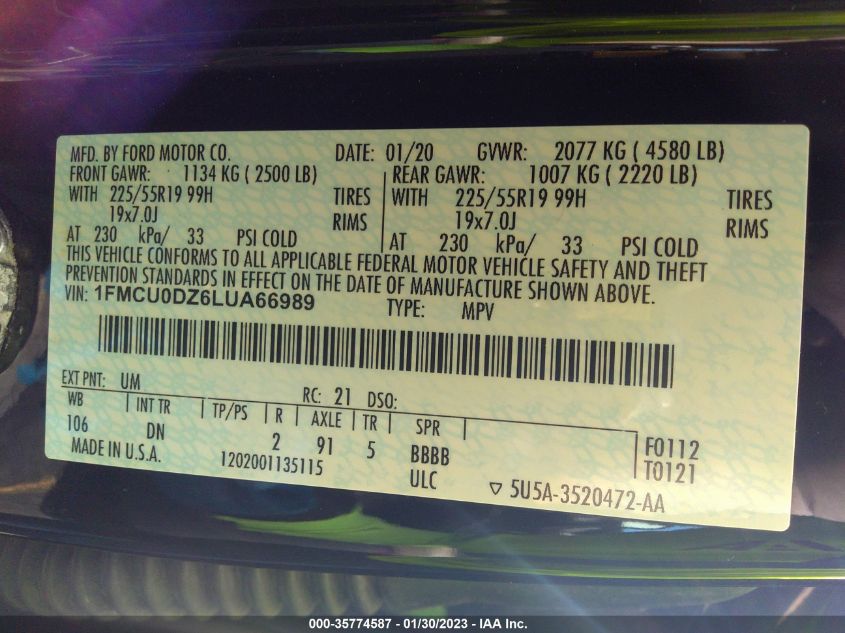 MFD. BY FORD MOTOR CO. DATE: 01/20 GVWR: 2077 KG ( 4580 LB)
FRONT GAWR: 1134 KG ( 2500 LB) REAR GAWR: 1007 KG ( 2220 LB)
WITH 225/55R19 99H TIRES WITH 225/55R19 99H TIRES
19x7.0J RIMS 19x7.0J RIMS
AT 230 kPa/ 33 PSI COLD AT 230 kPa/ 33 PSI COLD
THIS VEHICLE CONFORMS TO ALL APPLICABLE FEDERAL MOTOR VEHICLE SAFETY AND THEFT
PREVENTION STANDARDS IN EFFECT ON THE DATE OF MANUFACTURE SHOWN ABOVE.
VIN: 1FMCU0DZ6LUA66989 TYPE: MPV
EXT PNT: UM RC: 21 DSO:
WB INT TR TP/PS R AXLE TR SPR
106 DN 2 91 5 BBBB F0112
MADE IN U.S.A. 1202001135115 ULC T0121
▽ 5U5A-3520472-AA
000-35774587 - 01/30/2023 - IAA Inc.